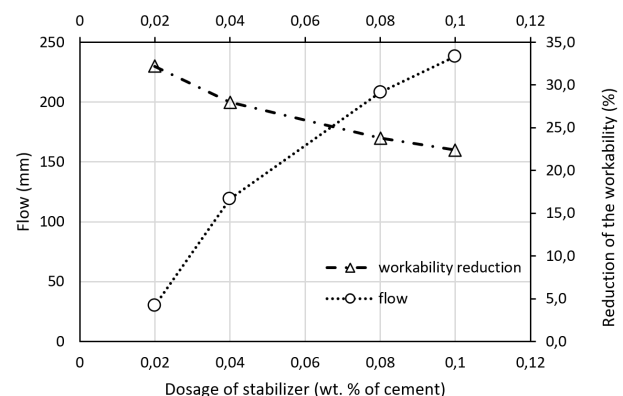 0 0,02 0,04 0,06 0,08 0,1 0,12
250 35,0
30,0
200
25,0
150 20,0
15,0
100
10,0
50
5,0
0 0,0
Flow (mm)
Reduction of the workability (%)
workability reduction
flow
0 0,02 0,04 0,06 0,08 0,1 0,12
Dosage of stabilizer (wt. % of cement)